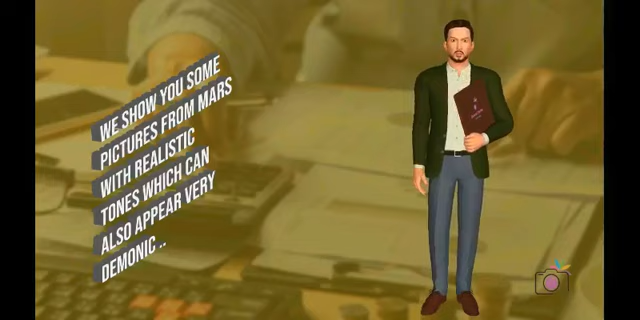 WE SHOW YOU SOME
PICTURES FROM MARS
WITH REALISTIC
TONES WHICH CAN
ALSO APPEAR VERY
DEMONIC ..